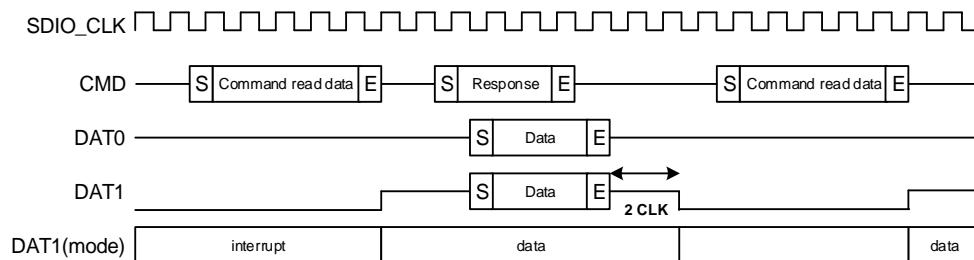 SDIO_CLK
CMD S Command read data E S Response E S Command read data E
DAT0 S Data E
DAT1 S Data E
2 CLK
DAT1(mode) interrupt data data